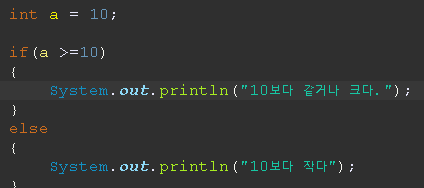 int a = 10;
if(a >=10)
{
System.out.println("10보다 같거나 크다.");
}
else
{
System.out.println("10보다 작다");
}